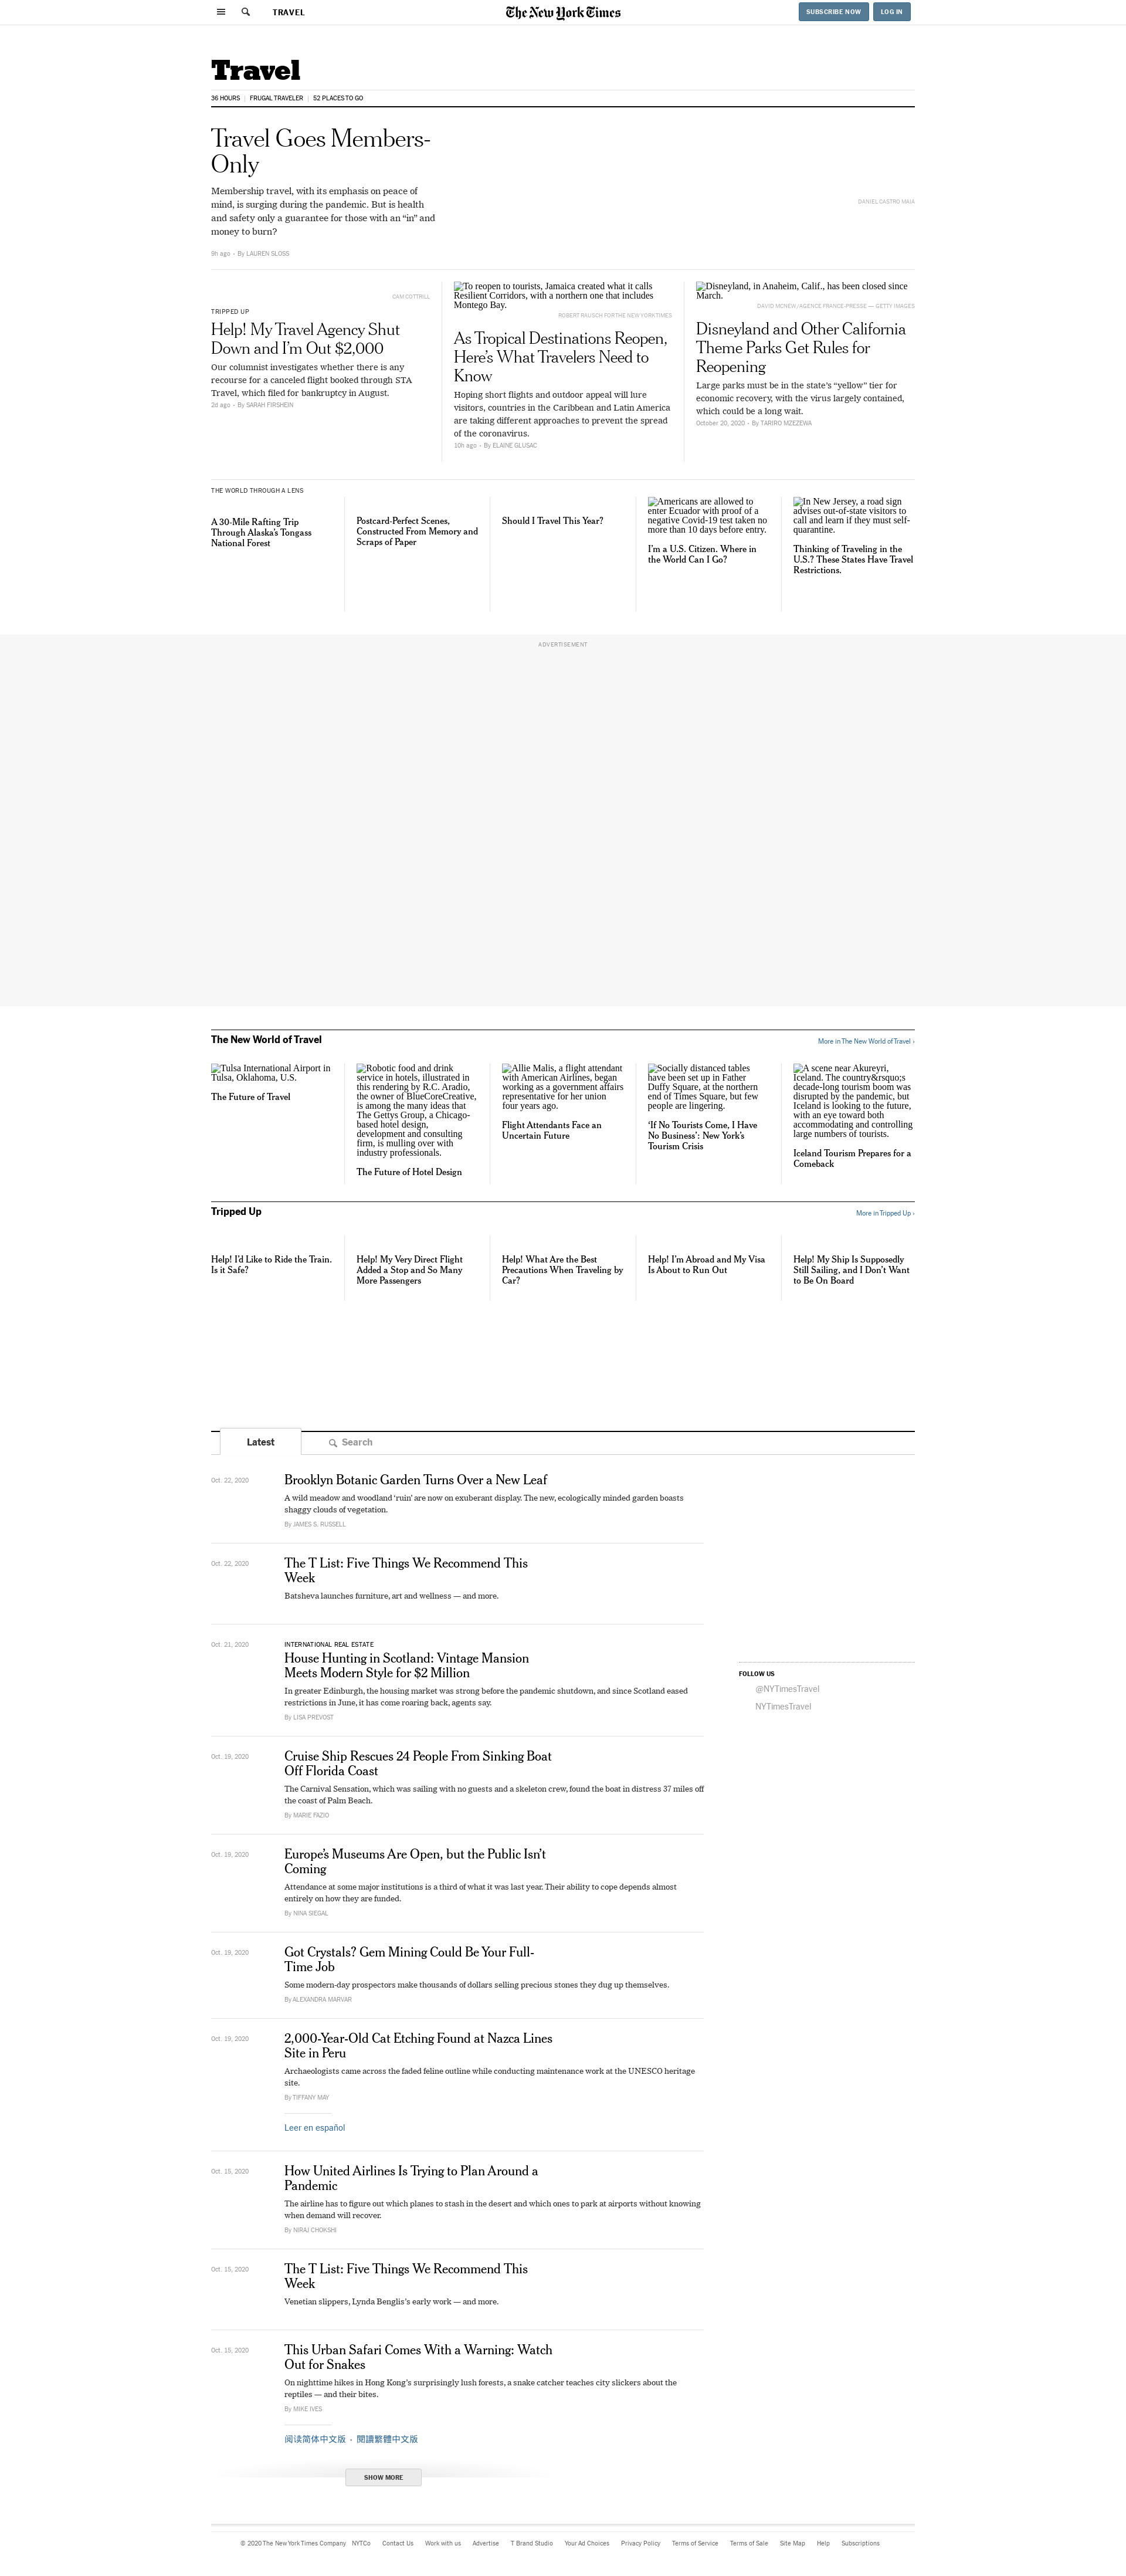 TRAVEL
The New York Times
SUBSCRIBE NOW
LOG IN
Travel
36 HOURS
FRUGAL TRAVELER
52 PLACES TO GO
Travel Goes Members-
Only
Membership travel, with its emphasis on peace of
mind, is surging during the pandemic. But is health
and safety only a guarantee for those with an “in” and
money to burn?
9h ago • By LAUREN SLOSS
DANIEL CASTRO MAIA
CAM COTTRILL
TRIPPED UP
Help! My Travel Agency Shut
Down and I’m Out $2,000
Our columnist investigates whether there is any
recourse for a canceled flight booked through STA
Travel, which filed for bankruptcy in August.
2d ago • By SARAH FIRSHEIN
To reopen to tourists, Jamaica created what it calls
Resilient Corridors, with a northern one that includes
Montego Bay.
ROBERT RAUSCH FOR THE NEW YORK TIMES
As Tropical Destinations Reopen,
Here’s What Travelers Need to
Know
Hoping short flights and outdoor appeal will lure
visitors, countries in the Caribbean and Latin America
are taking different approaches to prevent the spread
of the coronavirus.
10h ago • By ELAINE GLUSAC
Disneyland, in Anaheim, Calif., has been closed since
March.
DAVID MCNEW/AGENCE FRANCE-PRESSE — GETTY IMAGES
Disneyland and Other California
Theme Parks Get Rules for
Reopening
Large parks must be in the state’s “yellow” tier for
economic recovery, with the virus largely contained,
which could be a long wait.
October 20, 2020 • By TARIRO MZEZEWA
THE WORLD THROUGH A LENS
A 30-Mile Rafting Trip
Through Alaska’s Tongass
National Forest
Postcard-Perfect Scenes,
Constructed From Memory and
Scraps of Paper
Should I Travel This Year?
Americans are allowed to
enter Ecuador with proof of a
negative Covid-19 test taken no
more than 10 days before entry.
I’m a U.S. Citizen. Where in
the World Can I Go?
In New Jersey, a road sign
advises out-of-state visitors to
call and learn if they must self-
quarantine.
Thinking of Traveling in the
U.S.? These States Have Travel
Restrictions.
ADVERTISEMENT
The New World of Travel
More in The New World of Travel ›
Tulsa International Airport in
Tulsa, Oklahoma, U.S.
The Future of Travel
Robotic food and drink
service in hotels, illustrated in
this rendering by R.C. Aradio,
the owner of BlueCoreCreative,
is among the many ideas that
The Gettys Group, a Chicago-
based hotel design,
development and consulting
firm, is mulling over with
industry professionals.
The Future of Hotel Design
Allie Malis, a flight attendant
with American Airlines, began
working as a government affairs
representative for her union
four years ago.
Flight Attendants Face an
Uncertain Future
Socially distanced tables
have been set up in Father
Duffy Square, at the northern
end of Times Square, but few
people are lingering.
‘If No Tourists Come, I Have
No Business’: New York’s
Tourism Crisis
A scene near Akureyri,
Iceland. The country&rsquo;s
decade-long tourism boom was
disrupted by the pandemic, but
Iceland is looking to the future,
with an eye toward both
accommodating and controlling
large numbers of tourists.
Iceland Tourism Prepares for a
Comeback
Tripped Up
More in Tripped Up ›
Help! I’d Like to Ride the Train.
Is it Safe?
Help! My Very Direct Flight
Added a Stop and So Many
More Passengers
Help! What Are the Best
Precautions When Traveling by
Car?
Help! I’m Abroad and My Visa
Is About to Run Out
Help! My Ship Is Supposedly
Still Sailing, and I Don’t Want
to Be On Board
Latest
Search
Oct. 22, 2020
Brooklyn Botanic Garden Turns Over a New Leaf
A wild meadow and woodland ‘ruin’ are now on exuberant display. The new, ecologically minded garden boasts
shaggy clouds of vegetation.
By JAMES S. RUSSELL
Oct. 22, 2020
The T List: Five Things We Recommend This
Week
Batsheva launches furniture, art and wellness — and more.
Oct. 21, 2020
INTERNATIONAL REAL ESTATE
House Hunting in Scotland: Vintage Mansion
Meets Modern Style for $2 Million
In greater Edinburgh, the housing market was strong before the pandemic shutdown, and since Scotland eased
restrictions in June, it has come roaring back, agents say.
By LISA PREVOST
FOLLOW US
@NYTimesTravel
NYTimesTravel
Oct. 19, 2020
Cruise Ship Rescues 24 People From Sinking Boat
Off Florida Coast
The Carnival Sensation, which was sailing with no guests and a skeleton crew, found the boat in distress 37 miles off
the coast of Palm Beach.
By MARIE FAZIO
Oct. 19, 2020
Europe’s Museums Are Open, but the Public Isn’t
Coming
Attendance at some major institutions is a third of what it was last year. Their ability to cope depends almost
entirely on how they are funded.
By NINA SIEGAL
Oct. 19, 2020
Got Crystals? Gem Mining Could Be Your Full-
Time Job
Some modern-day prospectors make thousands of dollars selling precious stones they dug up themselves.
By ALEXANDRA MARVAR
Oct. 19, 2020
2,000-Year-Old Cat Etching Found at Nazca Lines
Site in Peru
Archaeologists came across the faded feline outline while conducting maintenance work at the UNESCO heritage
site.
By TIFFANY MAY
Leer en español
Oct. 15, 2020
How United Airlines Is Trying to Plan Around a
Pandemic
The airline has to figure out which planes to stash in the desert and which ones to park at airports without knowing
when demand will recover.
By NIRAJ CHOKSHI
Oct. 15, 2020
The T List: Five Things We Recommend This
Week
Venetian slippers, Lynda Benglis’s early work — and more.
Oct. 15, 2020
This Urban Safari Comes With a Warning: Watch
Out for Snakes
On nighttime hikes in Hong Kong’s surprisingly lush forests, a snake catcher teaches city slickers about the
reptiles — and their bites.
By MIKE IVES
阅读简体中文版 • 閱讀繁體中文版
SHOW MORE
© 2020 The New York Times Company NYTCo Contact Us Work with us Advertise T Brand Studio Your Ad Choices Privacy Policy Terms of Service Terms of Sale Site Map Help Subscriptions